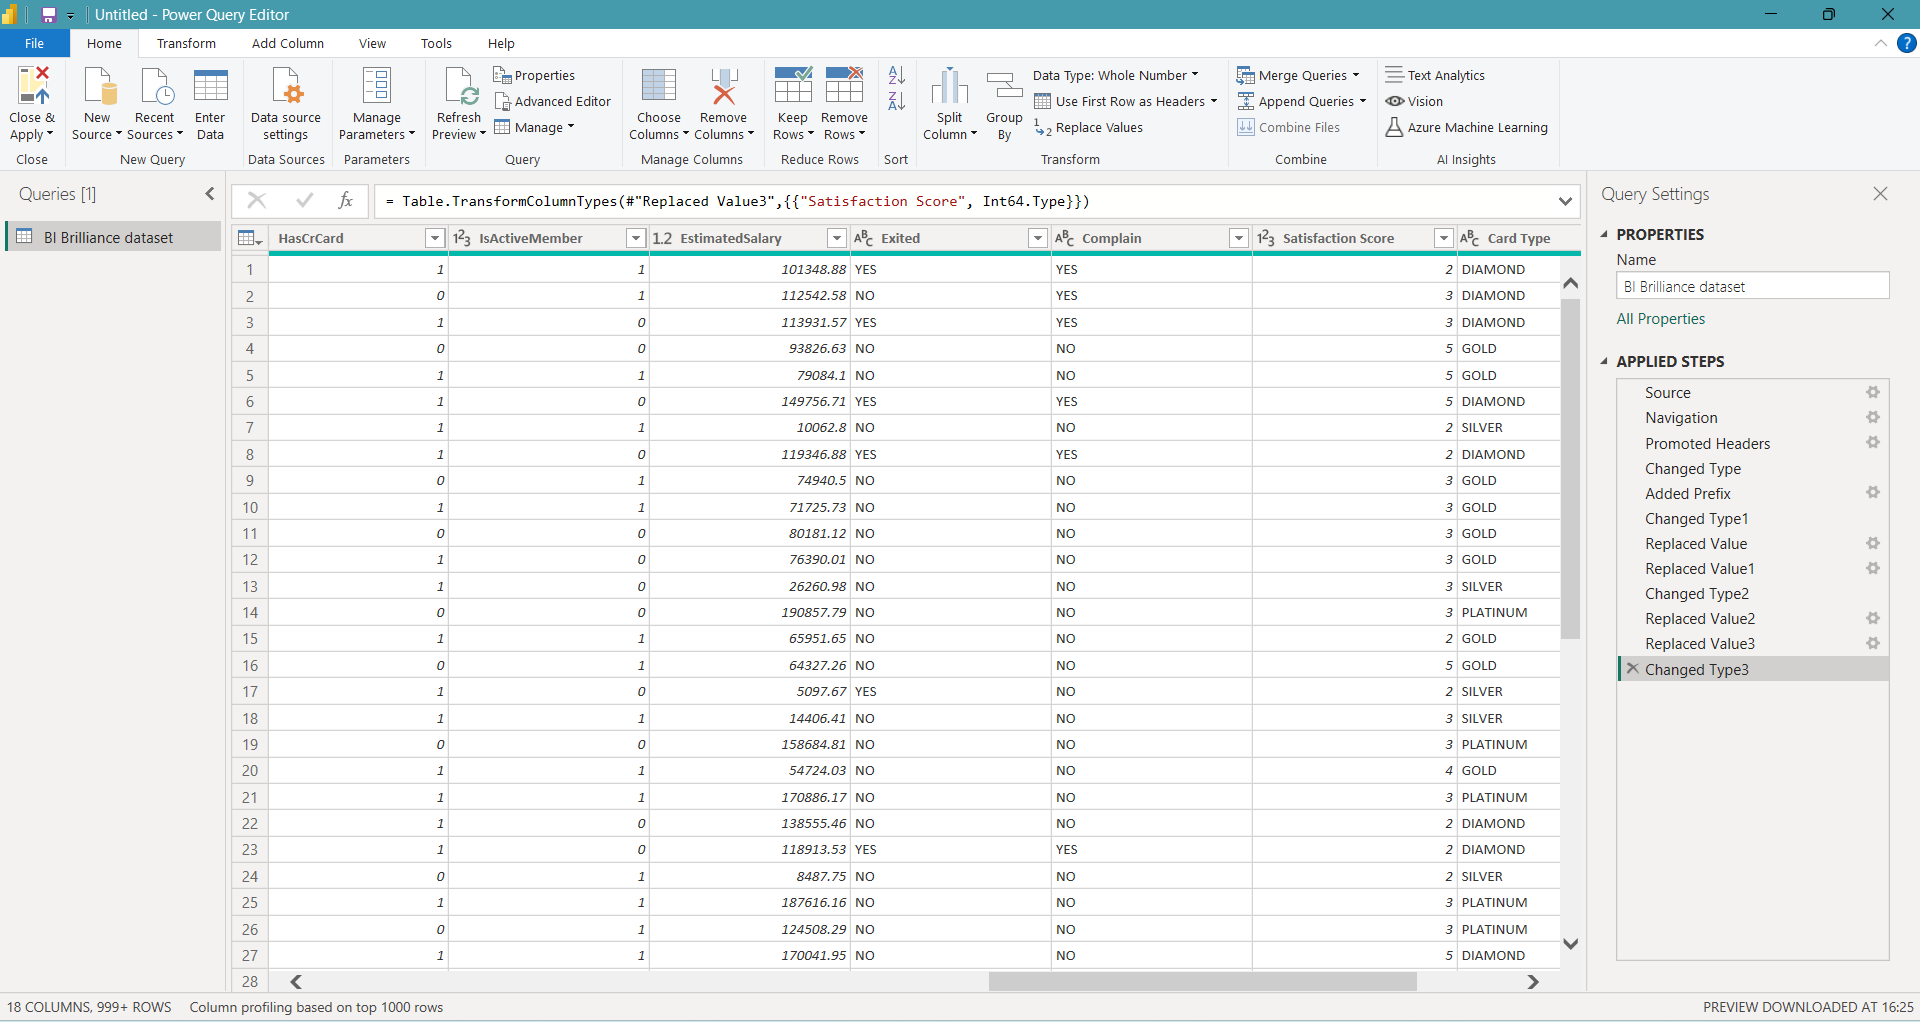 Untitled - Power Query Editor
File Home Transform Add Column View Tools Help
Close & Apply
Close
New Source
Recent Sources
Enter Data
New Query
Data source settings
Data Sources
Manage Parameters
Parameters
Refresh Preview
Properties
Advanced Editor
Manage
Query
Choose Columns
Remove Columns
Manage Columns
Keep Rows
Remove Rows
Reduce Rows
Sort
Split Column
Group By
Data Type: Whole Number
Use First Row as Headers
Replace Values
Transform
Merge Queries
Append Queries
Combine Files
Combine
Text Analytics
Vision
Azure Machine Learning
AI Insights
Queries [1]
BI Brilliance dataset
fx = Table.TransformColumnTypes(#"Replaced Value3",{{"Satisfaction Score", Int64.Type}})
HasCrCard 123 IsActiveMember 1.2 EstimatedSalary ABC Exited ABC Complain 123 Satisfaction Score ABC Card Type
1 1 1 101348.88 YES YES 2 DIAMOND
2 0 1 112542.58 NO YES 3 DIAMOND
3 1 0 113931.57 YES YES 3 DIAMOND
4 0 0 93826.63 NO NO 5 GOLD
5 1 1 79084.1 NO NO 5 GOLD
6 1 0 149756.71 YES YES 5 DIAMOND
7 1 1 10062.8 NO NO 2 SILVER
8 1 0 119346.88 YES YES 2 DIAMOND
9 0 1 74940.5 NO NO 3 GOLD
10 1 1 71725.73 NO NO 3 GOLD
11 0 0 80181.12 NO NO 3 GOLD
12 1 0 76390.01 NO NO 3 GOLD
13 1 0 26260.98 NO NO 3 SILVER
14 0 0 190857.79 NO NO 3 PLATINUM
15 1 1 65951.65 NO NO 2 GOLD
16 0 1 64327.26 NO NO 5 GOLD
17 1 0 5097.67 YES NO 2 SILVER
18 1 1 14406.41 NO NO 3 SILVER
19 0 0 158684.81 NO NO 3 PLATINUM
20 1 1 54724.03 NO NO 4 GOLD
21 1 1 170886.17 NO NO 3 PLATINUM
22 1 0 138555.46 NO NO 2 DIAMOND
23 1 0 118913.53 YES YES 2 DIAMOND
24 0 1 8487.75 NO NO 2 SILVER
25 1 1 187616.16 NO NO 3 PLATINUM
26 0 1 124508.29 NO NO 3 PLATINUM
27 1 1 170041.95 NO NO 5 DIAMOND
28
Query Settings
PROPERTIES
Name
BI Brilliance dataset
All Properties
APPLIED STEPS
Source
Navigation
Promoted Headers
Changed Type
Added Prefix
Changed Type1
Replaced Value
Replaced Value1
Changed Type2
Replaced Value2
Replaced Value3
Changed Type3
18 COLUMNS, 999+ ROWS Column profiling based on top 1000 rows
PREVIEW DOWNLOADED AT 16:25